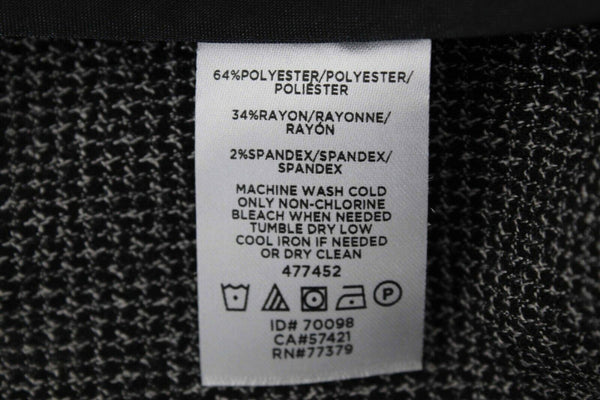 64%POLYESTER/POLYESTER/
POLIÉSTER
34%RAYON/RAYONNE/
RAYÓN
2%SPANDEX/SPANDEX/
SPANDEX
MACHINE WASH COLD
ONLY NON-CHLORINE
BLEACH WHEN NEEDED
TUMBLE DRY LOW
COOL IRON IF NEEDED
OR DRY CLEAN
477452
P
ID# 70098
CA#57421
RN#77379